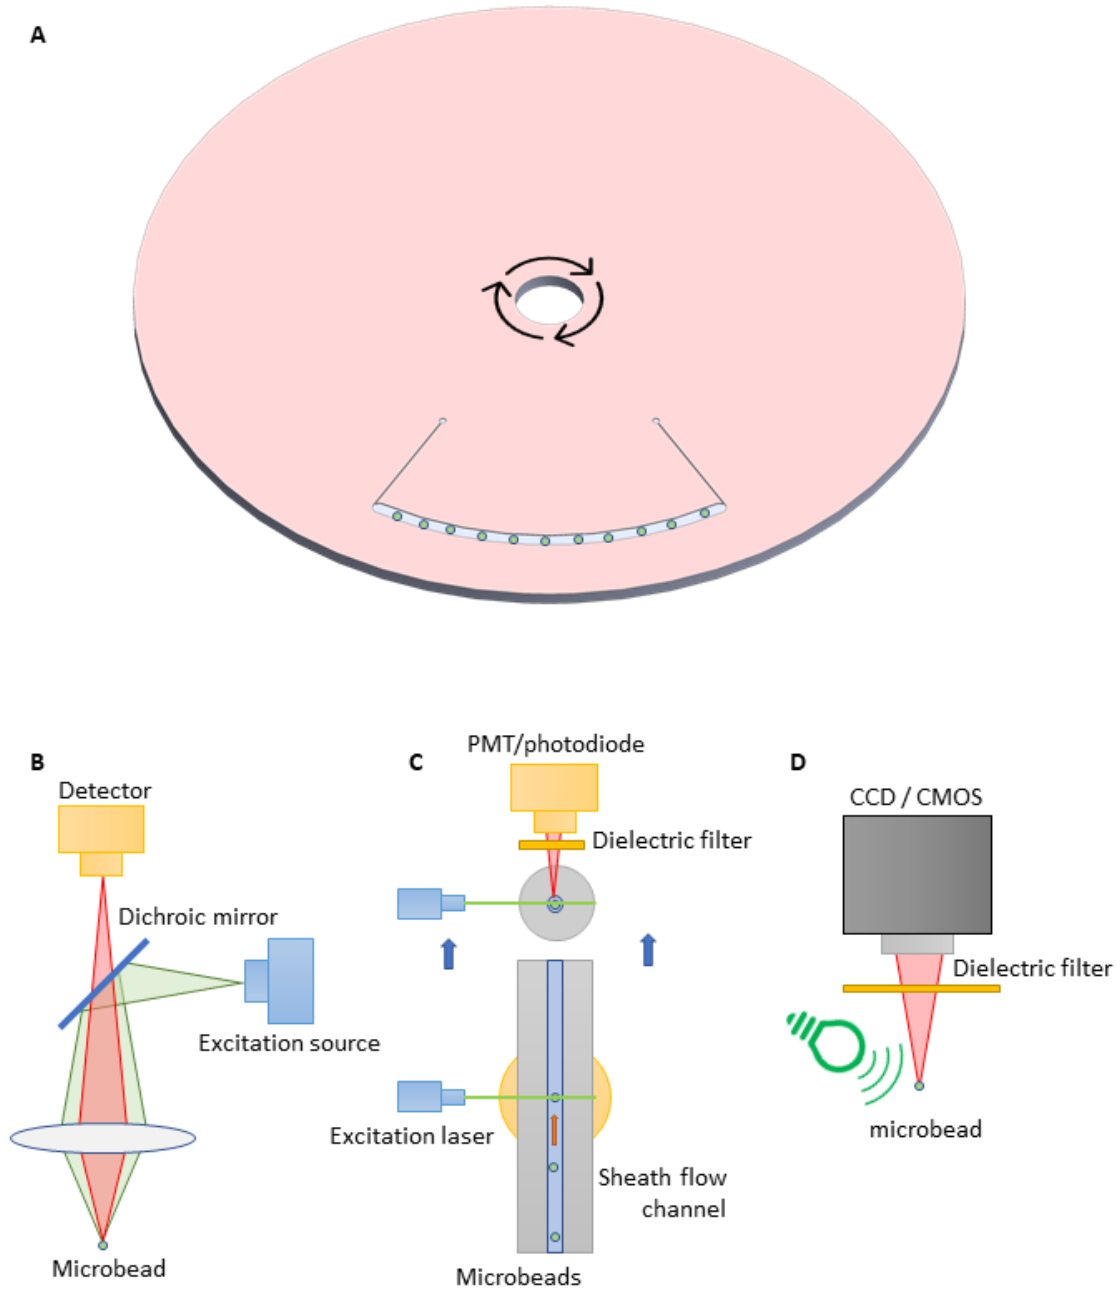 A
B
Detector
Dichroic mirror
Excitation source
Microbead
C
PMT/photodiode
Dielectric filter
Excitation laser
Sheath flow
channel
Microbeads
D
CCD / CMOS
Dielectric filter
microbead